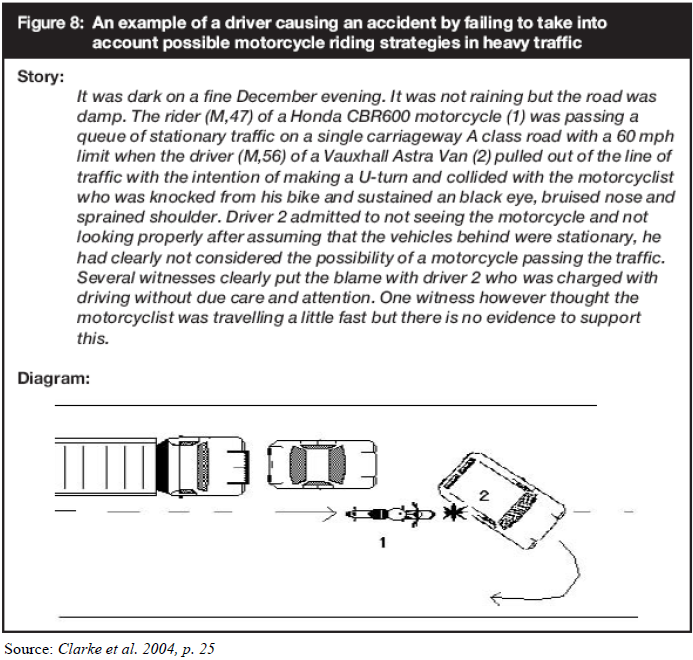 Figure 8: An example of a driver causing an accident by failing to take into
account possible motorcycle riding strategies in heavy traffic
Story:
It was dark on a fine December evening. It was not raining but the road was
damp. The rider (M,47) of a Honda CBR600 motorcycle (1) was passing a
queue of stationary traffic on a single carriageway A class road with a 60 mph
limit when the driver (M,56) of a Vauxhall Astra Van (2) pulled out of the line of
traffic with the intention of making a U-turn and collided with the motorcyclist
who was knocked from his bike and sustained an black eye, bruised nose and
sprained shoulder. Driver 2 admitted to not seeing the motorcycle and not
looking properly after assuming that the vehicles behind were stationary, he
had clearly not considered the possibility of a motorcycle passing the traffic.
Several witnesses clearly put the blame with driver 2 who was charged with
driving without due care and attention. One witness however thought the
motorcyclist was travelling a little fast but there is no evidence to support
this.
Diagram:
2
1
Source: Clarke et al. 2004, p. 25